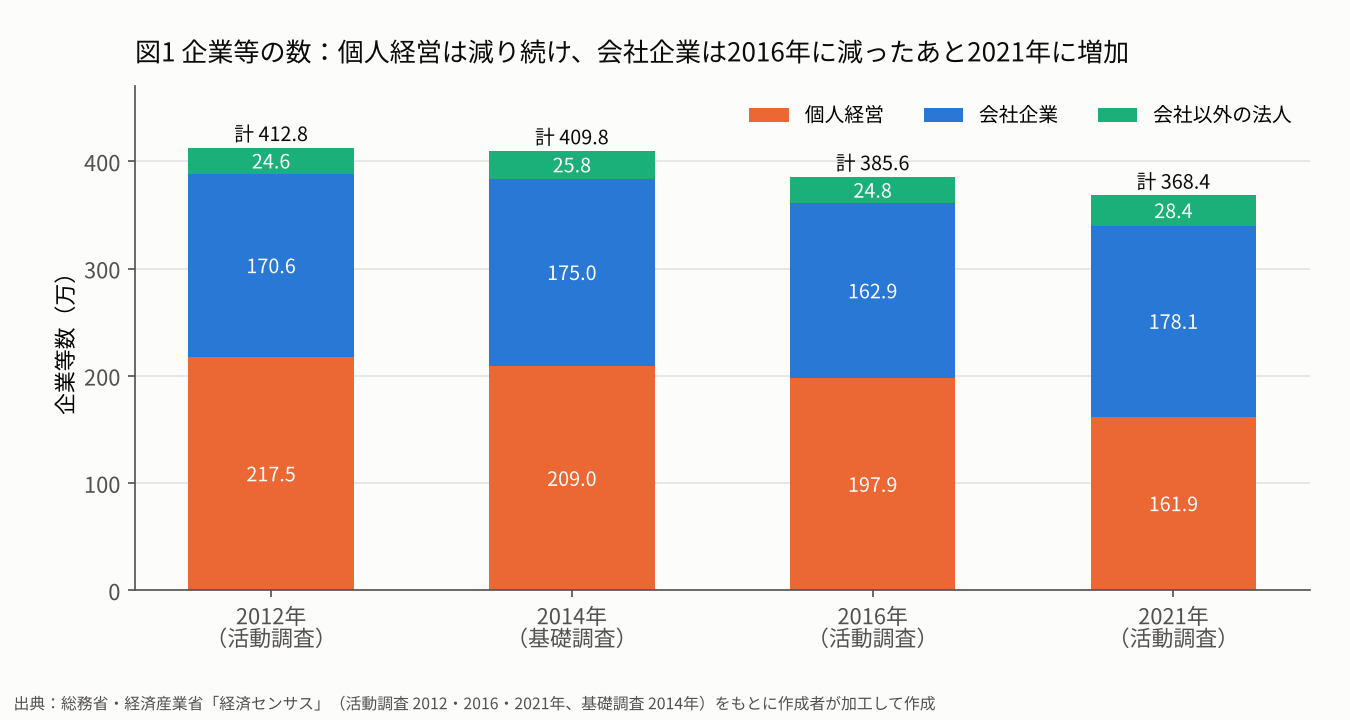 図1 企業等の数：個人経営は減り続け、会社企業は2016年に減ったあと2021年に増加
個人経営 会社企業 会社以外の法人
計 412.8 計 409.8 計 385.6 計 368.4
24.6 25.8 24.8 28.4
170.6 175.0 162.9 178.1
217.5 209.0 197.9 161.9
企業等数（万）
400
300
200
100
0
2012年 2014年 2016年 2021年
（活動調査） （基礎調査） （活動調査） （活動調査）
出典：総務省・経済産業省「経済センサス」（活動調査 2012・2016・2021年、基礎調査 2014年）をもとに作成者が加工して作成